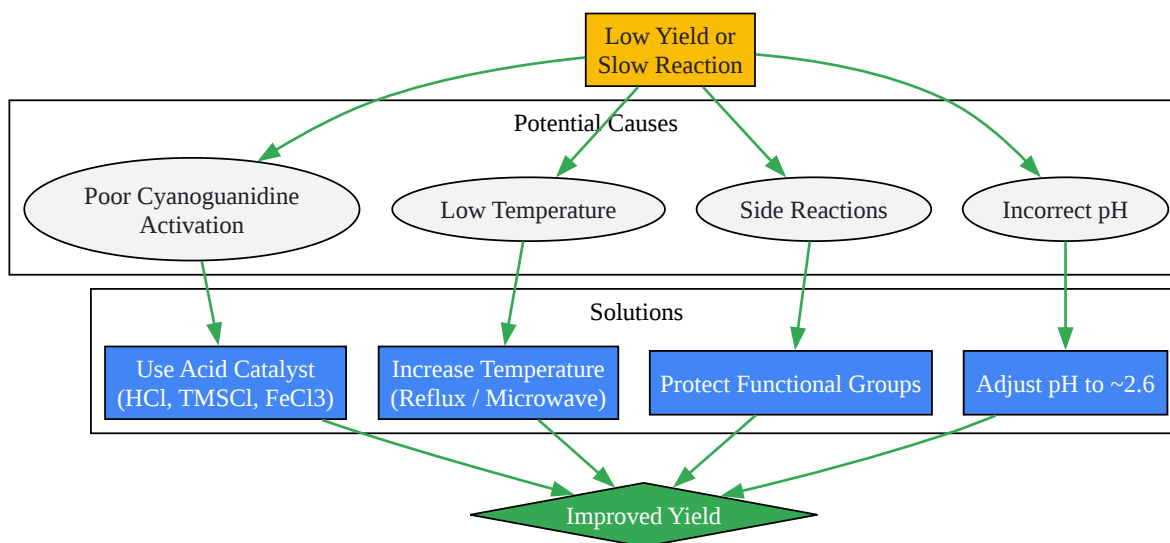 Low Yield or
Slow Reaction
Potential Causes
Poor Cyanoguanidine
Activation
Low Temperature
Side Reactions
Incorrect pH
Solutions
Use Acid Catalyst
(HCl, TMSCl, FeCl3)
Increase Temperature
(Reflux / Microwave)
Protect Functional Groups
Adjust pH to ~2.6
Improved Yield